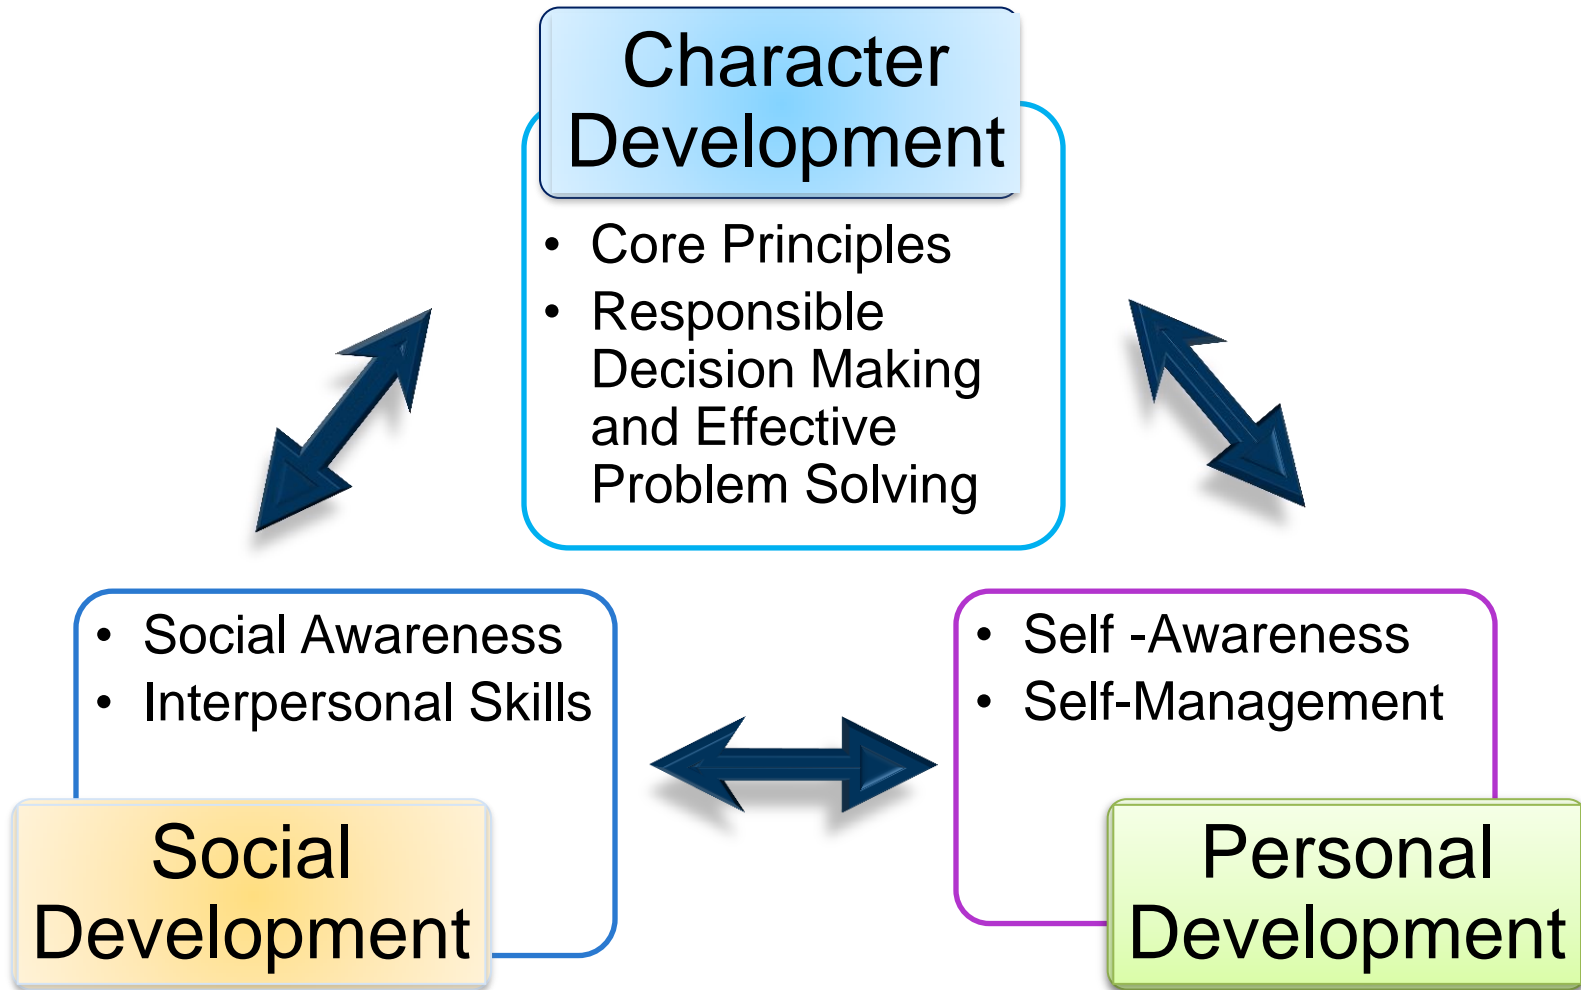 Character
Development
• Core Principles
• Responsible
Decision Making
and Effective
Problem Solving
• Social Awareness
• Interpersonal Skills
Social
Development
• Self -Awareness
• Self-Management
Personal
Development